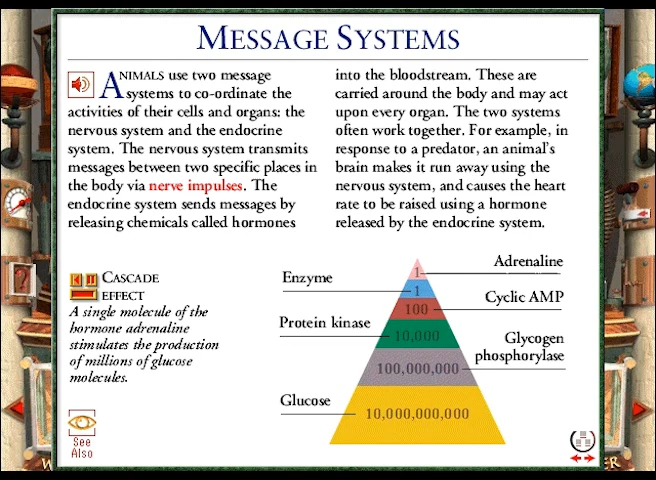 MESSAGE SYSTEMS
ANIMALS use two message
systems to co-ordinate the
activities of their cells and organs: the
nervous system and the endocrine
system. The nervous system transmits
messages between two specific places in
the body via nerve impulses. The
endocrine system sends messages by
releasing chemicals called hormones
into the bloodstream. These are
carried around the body and may act
upon every organ. The two systems
often work together. For example, in
response to a predator, an animal's
brain makes it run away using the
nervous system, and causes the heart
rate to be raised using a hormone
released by the endocrine system.
CASCADE
EFFECT
A single molecule of the
hormone adrenaline
stimulates the production
of millions of glucose
molecules.
Adrenaline
1
Enzyme
1
Cyclic AMP
100
Protein kinase
10,000
Glycogen
phosphorylase
100,000,000
Glucose
10,000,000,000
See
Also